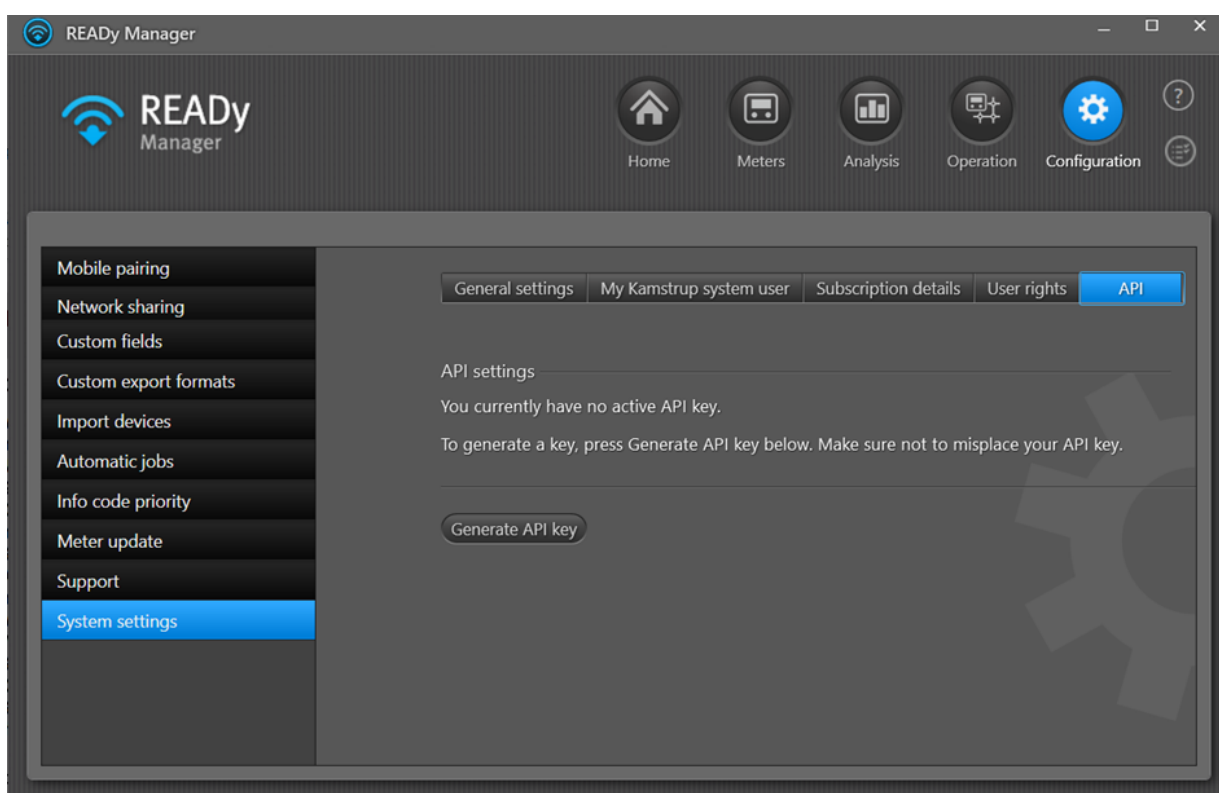 READy Manager
READy
Manager
?
Home
Meters
Analysis
Operation
Configuration
Mobile pairing
Network sharing
Custom fields
Custom export formats
Import devices
Automatic jobs
Info code priority
Meter update
Support
System settings
General settings
My Kamstrup system user
Subscription details
User rights
API
API settings
You currently have no active API key.
To generate a key, press Generate API key below. Make sure not to misplace your API key.
Generate API key